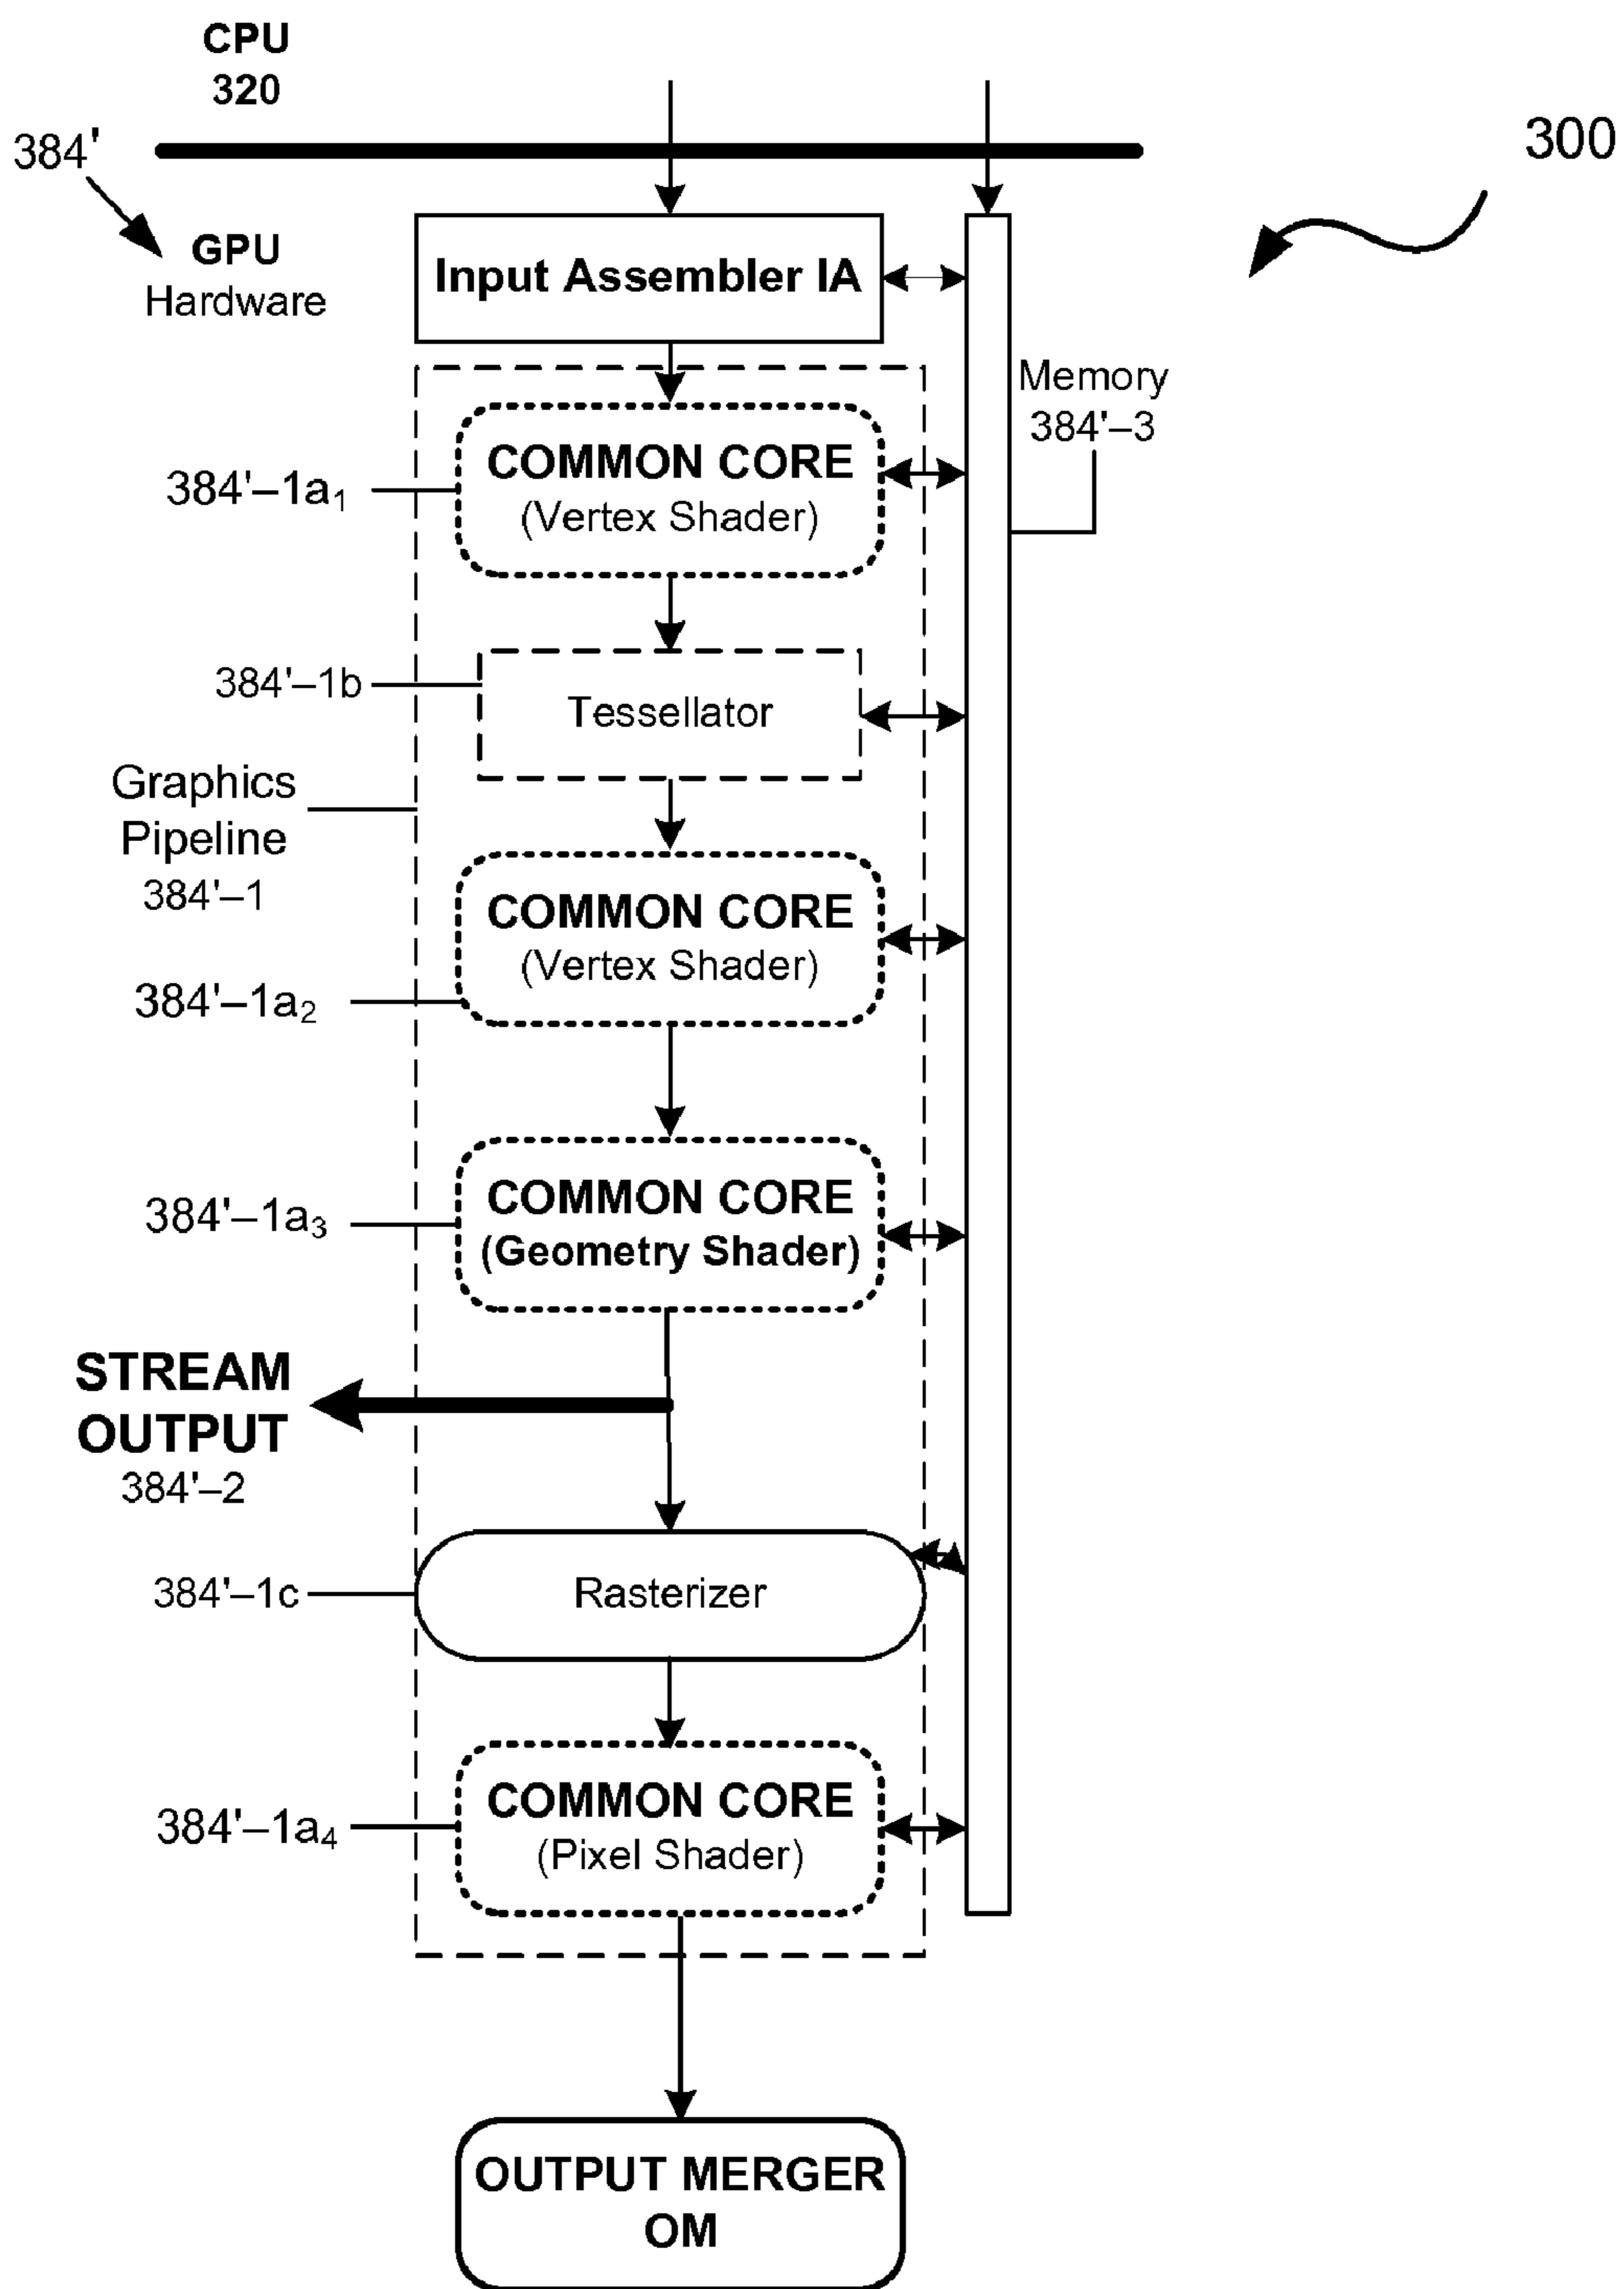 CPU
320
384'
300
GPU
Hardware
Input Assembler IA
Memory
384'–3
COMMON CORE
(Vertex Shader)
384'–1a₁
384'–1b
Tessellator
Graphics
Pipeline
384'–1
COMMON CORE
(Vertex Shader)
384'–1a₂
COMMON CORE
(Geometry Shader)
384'–1a₃
STREAM
OUTPUT
384'–2
384'–1c
Rasterizer
COMMON CORE
(Pixel Shader)
384'–1a₄
OUTPUT MERGER
OM